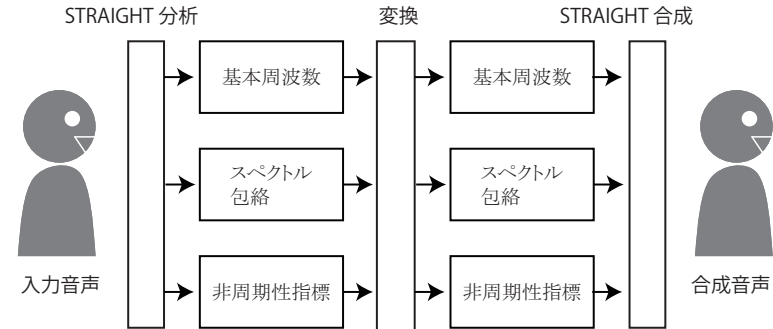 STRAIGHT 分析
変換
STRAIGHT 合成
基本周波数
基本周波数
スペクトル
包絡
スペクトル
包絡
入力音声
非周期性指標
非周期性指標
合成音声